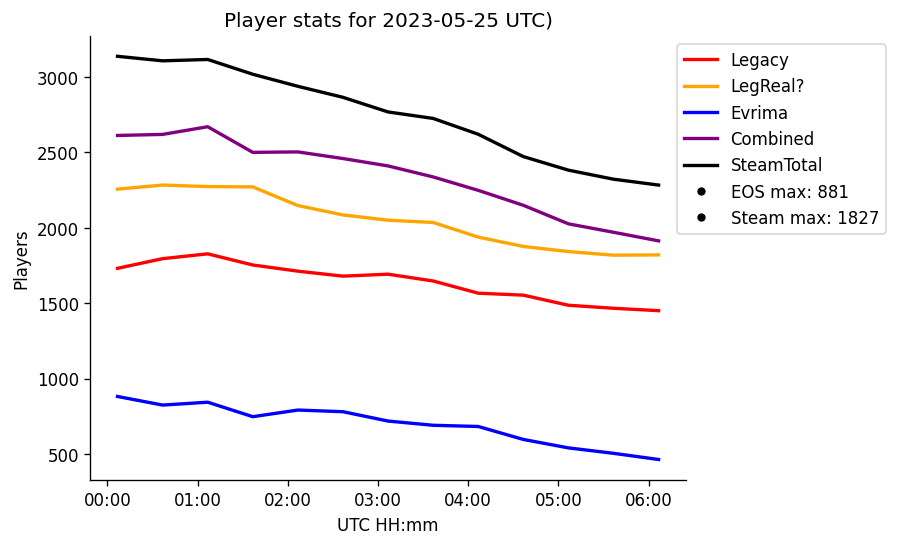 Player stats for 2023-05-25 UTC)
Legacy
LegReal?
Evrima
Combined
SteamTotal
EOS max: 881
Steam max: 1827
Players
3000
2500
2000
1500
1000
500
00:00 01:00 02:00 03:00 04:00 05:00 06:00
UTC HH:mm